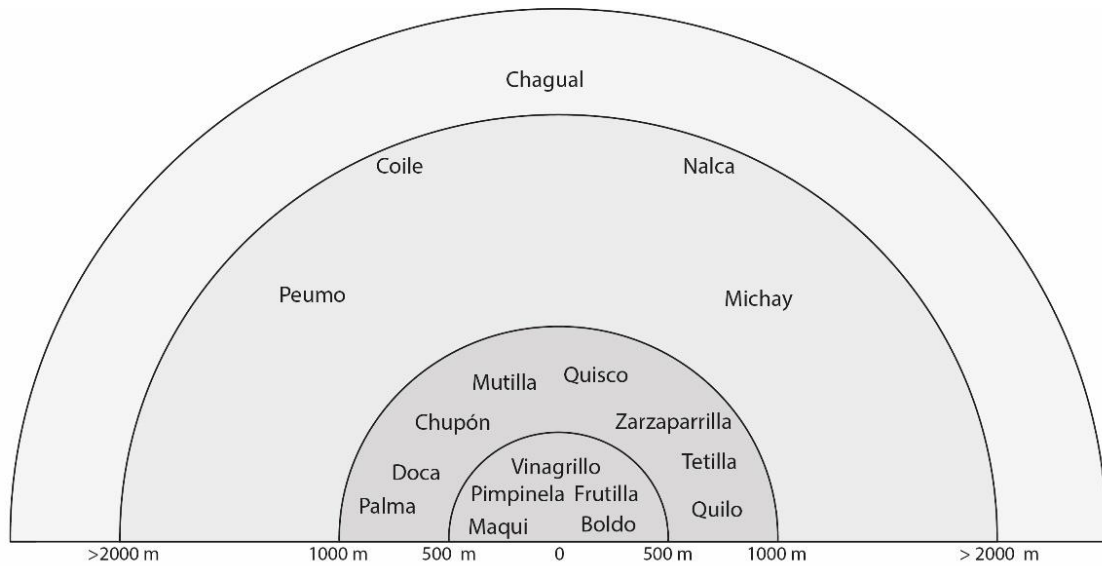 Chagual
Coile Nalca
Peumo Michay
Mutilla Quisco
Chupón Zarzaparrilla
Doca Vinagrillo Tetilla
Pimpinela Frutilla
Palma Quilo
Maqui Boldo
>2000 m 1000 m 500 m 0 500 m 1000 m > 2000 m